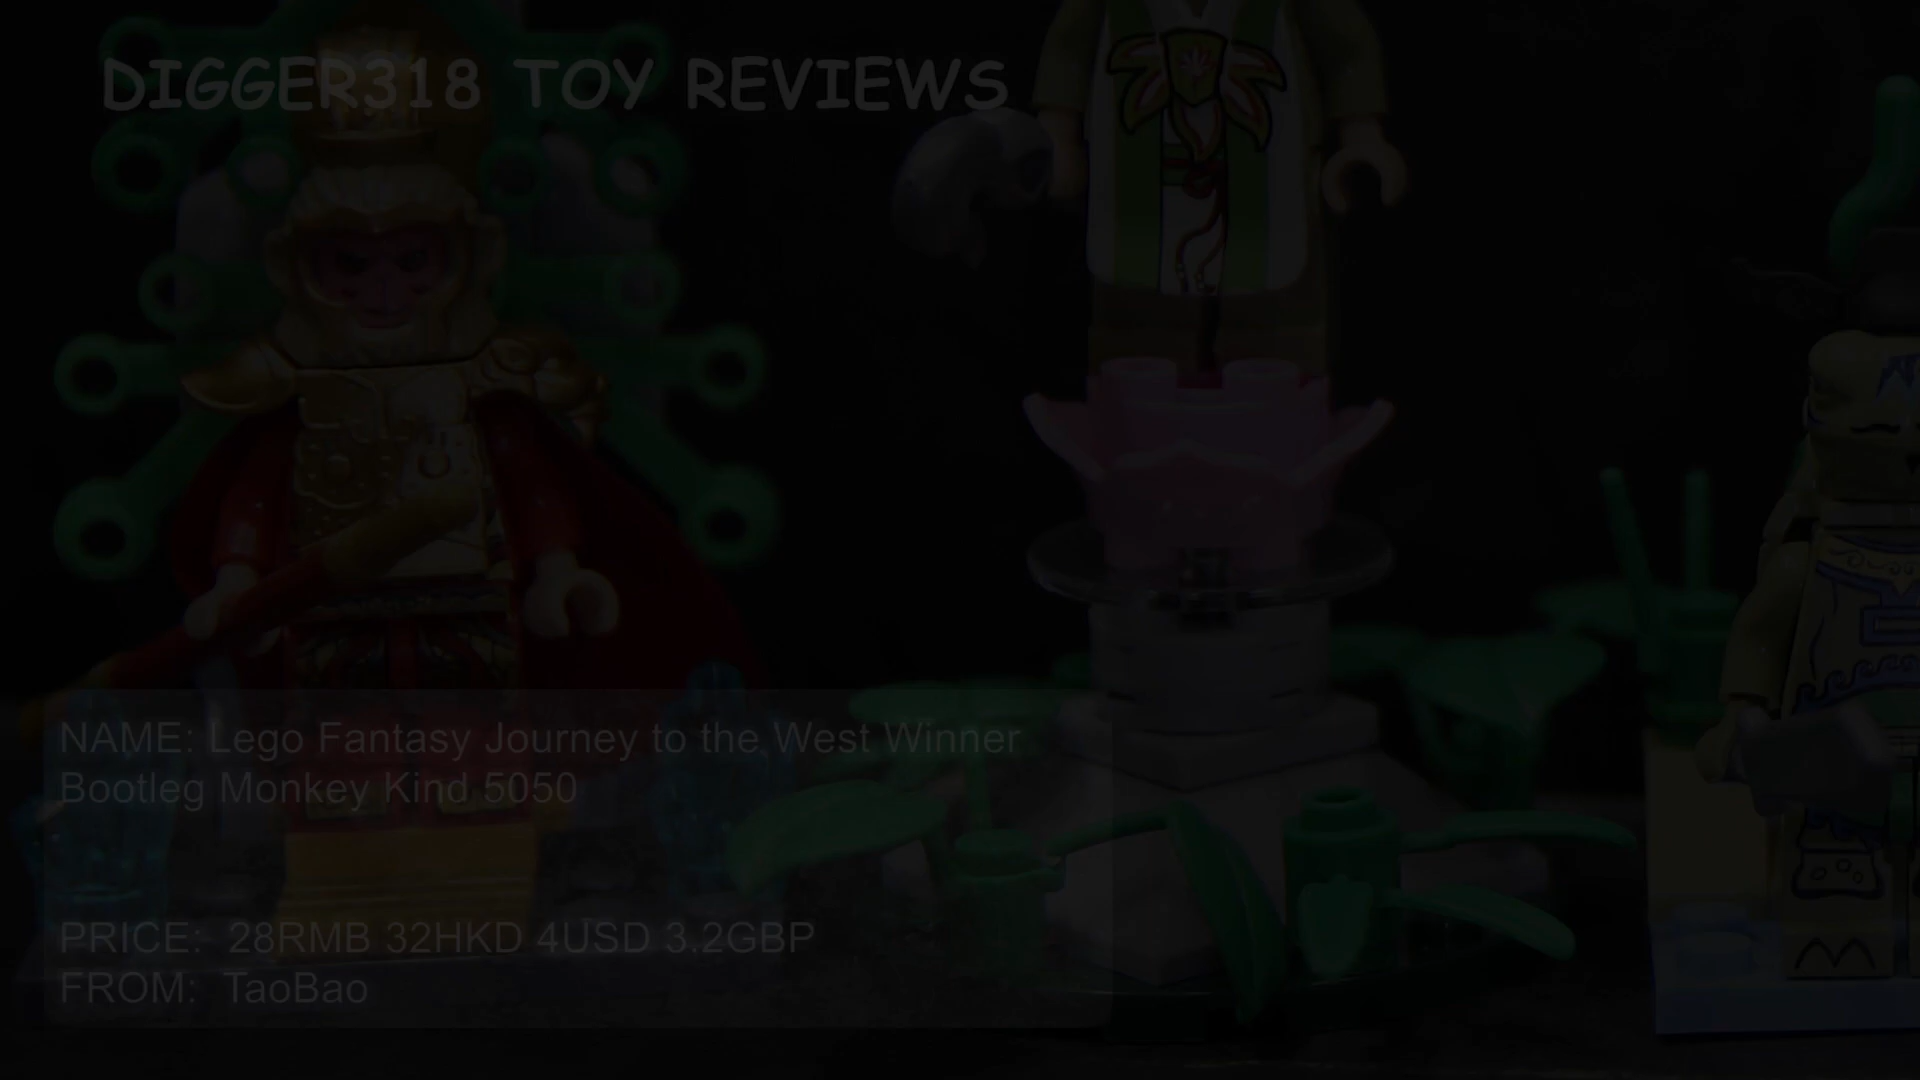 DIGGER318 TOY REVIEWS
NAME: Lego Fantasy Journey to the West Winner
Bootleg Monkey Kind 5050
PRICE: 28RMB 32HKD 4USD 3.2GBP
FROM: TaoBao